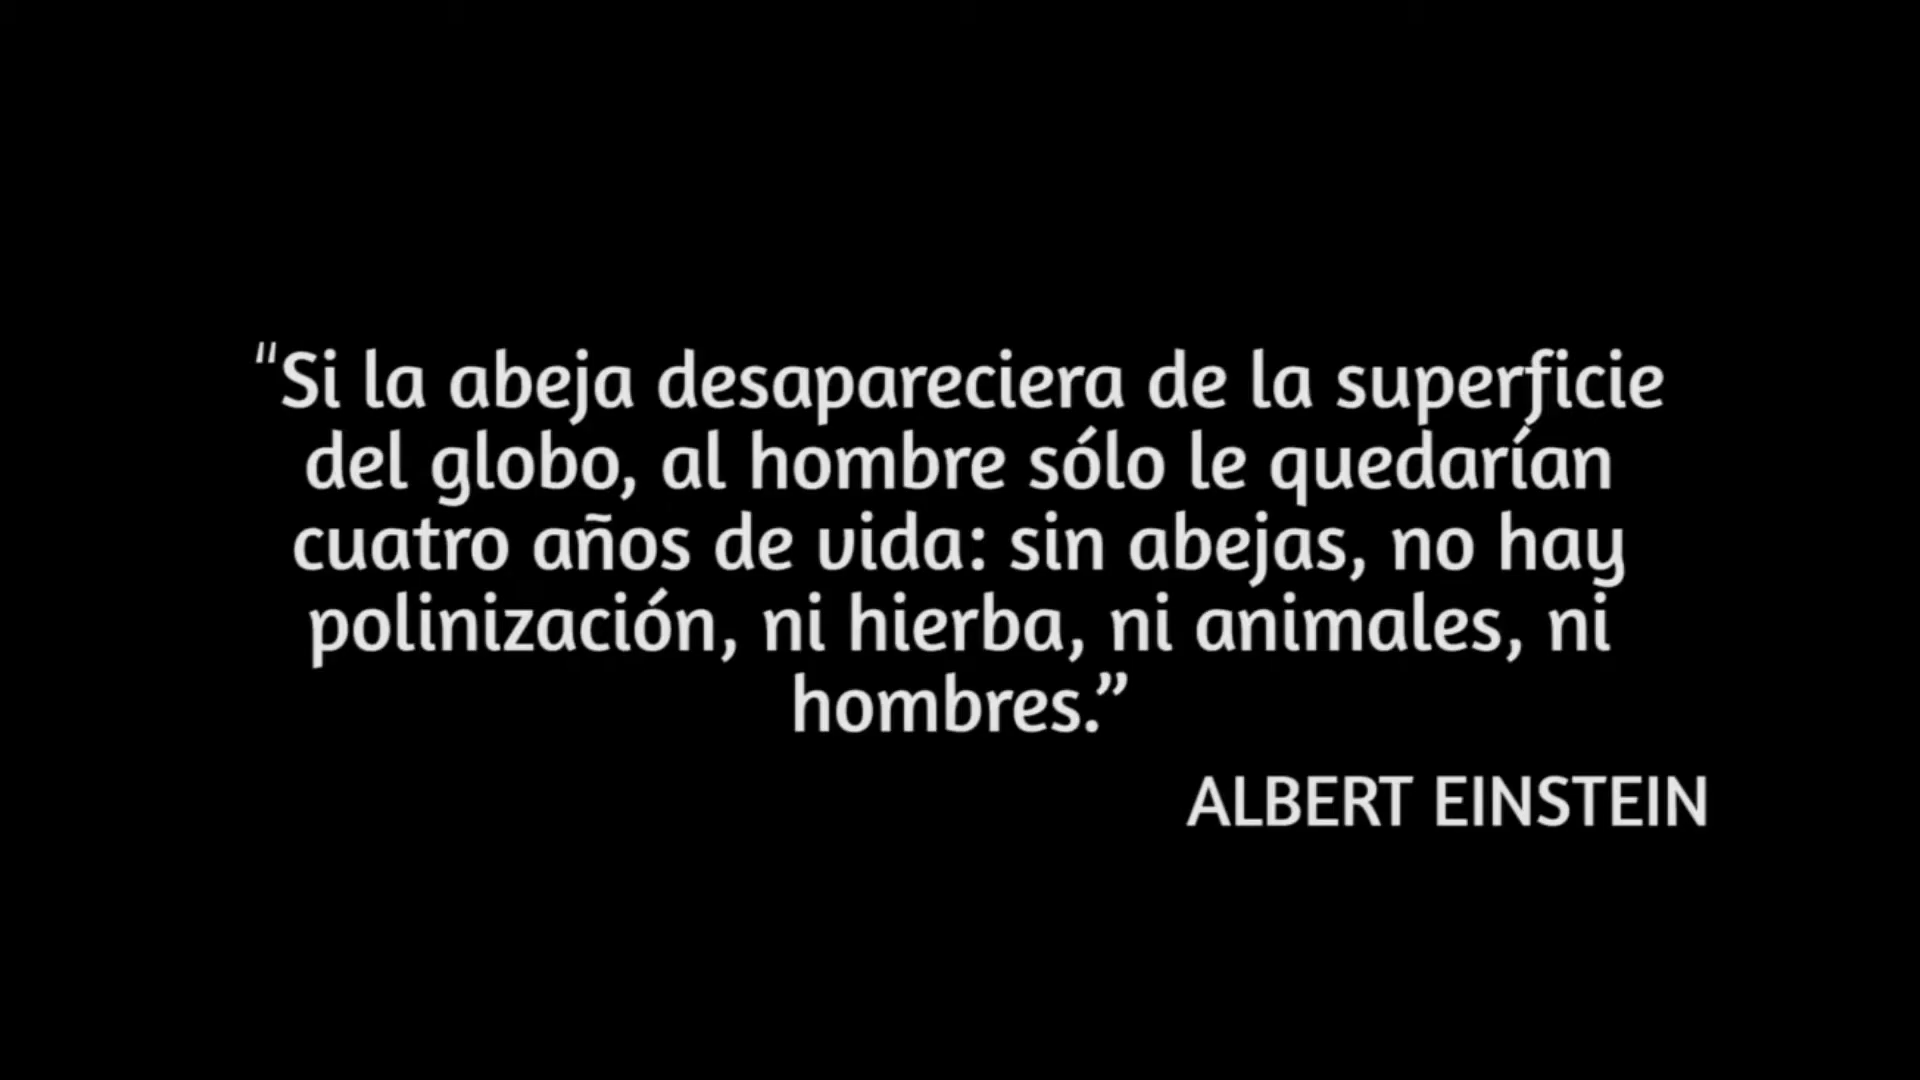 "Si la abeja desapareciera de la superficie
del globo, al hombre sólo le quedarían
cuatro años de vida: sin abejas, no hay
polinización, ni hierba, ni animales, ni
hombres.”
ALBERT EINSTEIN